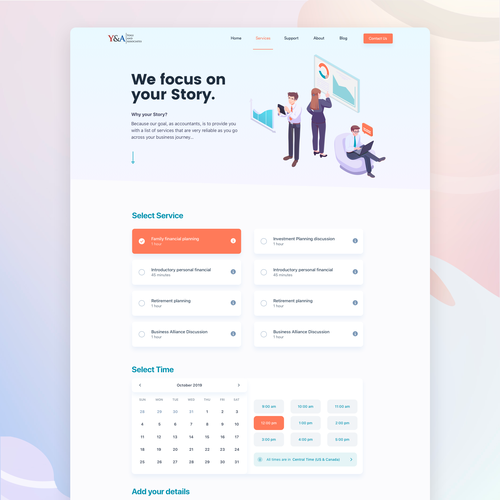 Y&A
Home Services Support About Blog Contact Us
We focus on
your Story.
Why your Story?
Because our goal, as accountants, is to provide you
with a list of services that are very reliable as you go
across your business journey...
Select Service
Family financial planning
1 hour
Investment Planning discussion
1 hour
Introductory personal financial
45 minutes
Introductory personal financial
45 minutes
Retirement planning
1 hour
Retirement planning
1 hour
Business Alliance Discussion
1 hour
Business Alliance Discussion
1 hour
Select Time
October 2019
SUN MON TUE WED THU FRI SAT
28 29 30 31 1 2 3
4 5 6 7 8 9 10
11 12 13 14 15 16 17
18 19 20 21 22 23 24
25 26 27 28 29 30 31
9:00 am 10:00 am 11:00 am
12:00 am 1:00 pm 2:00 pm
3:00 pm 4:00 pm 5:00 pm
All times are in Central Time (US & Canada)
Add your details